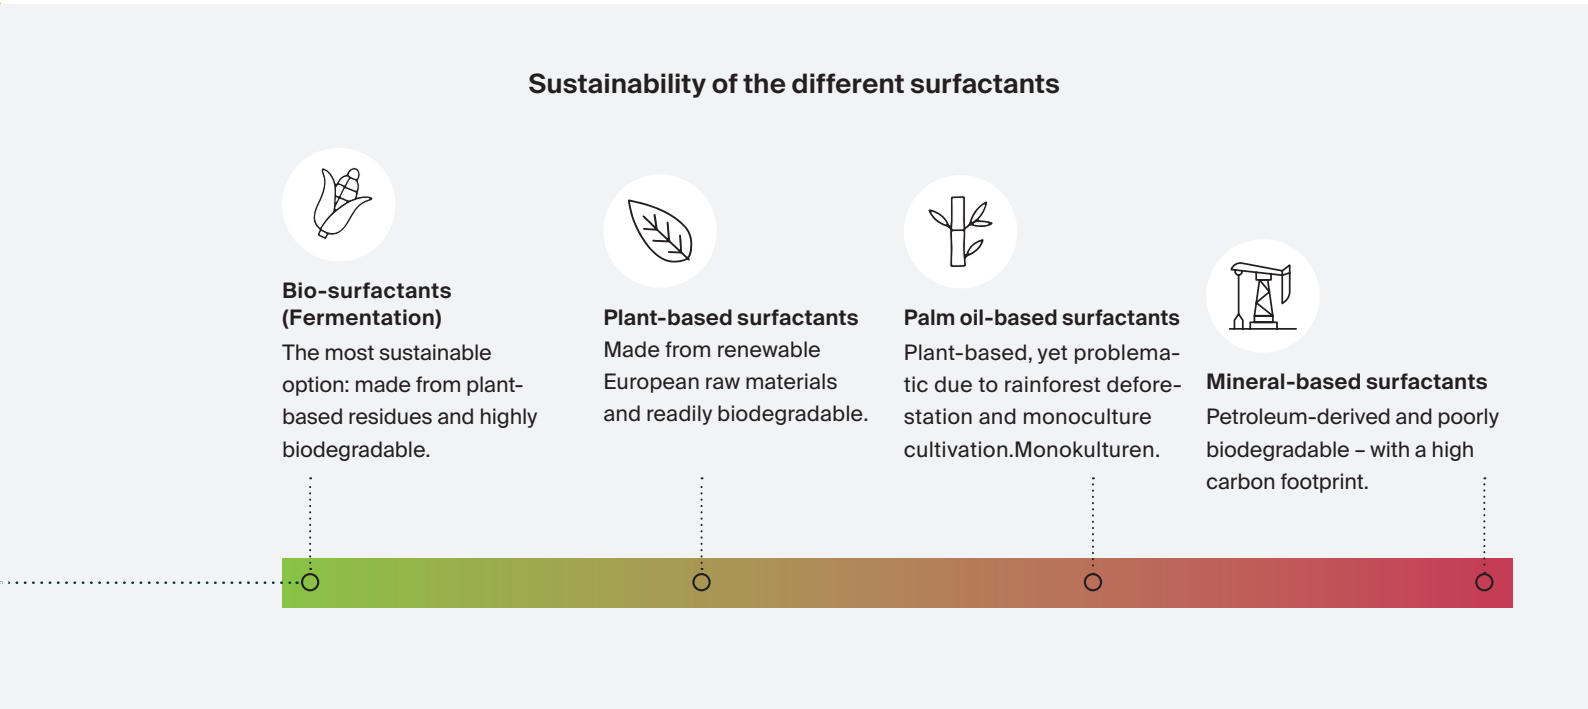 Sustainability of the different surfactants
Bio-surfactants
(Fermentation)
The most sustainable
option: made from plant-
based residues and highly
biodegradable.
Plant-based surfactants
Made from renewable
European raw materials
and readily biodegradable.
Palm oil-based surfactants
Plant-based, yet problema-
tic due to rainforest defore-
station and monoculture
cultivation.Monokulturen.
Mineral-based surfactants
Petroleum-derived and poorly
biodegradable – with a high
carbon footprint.